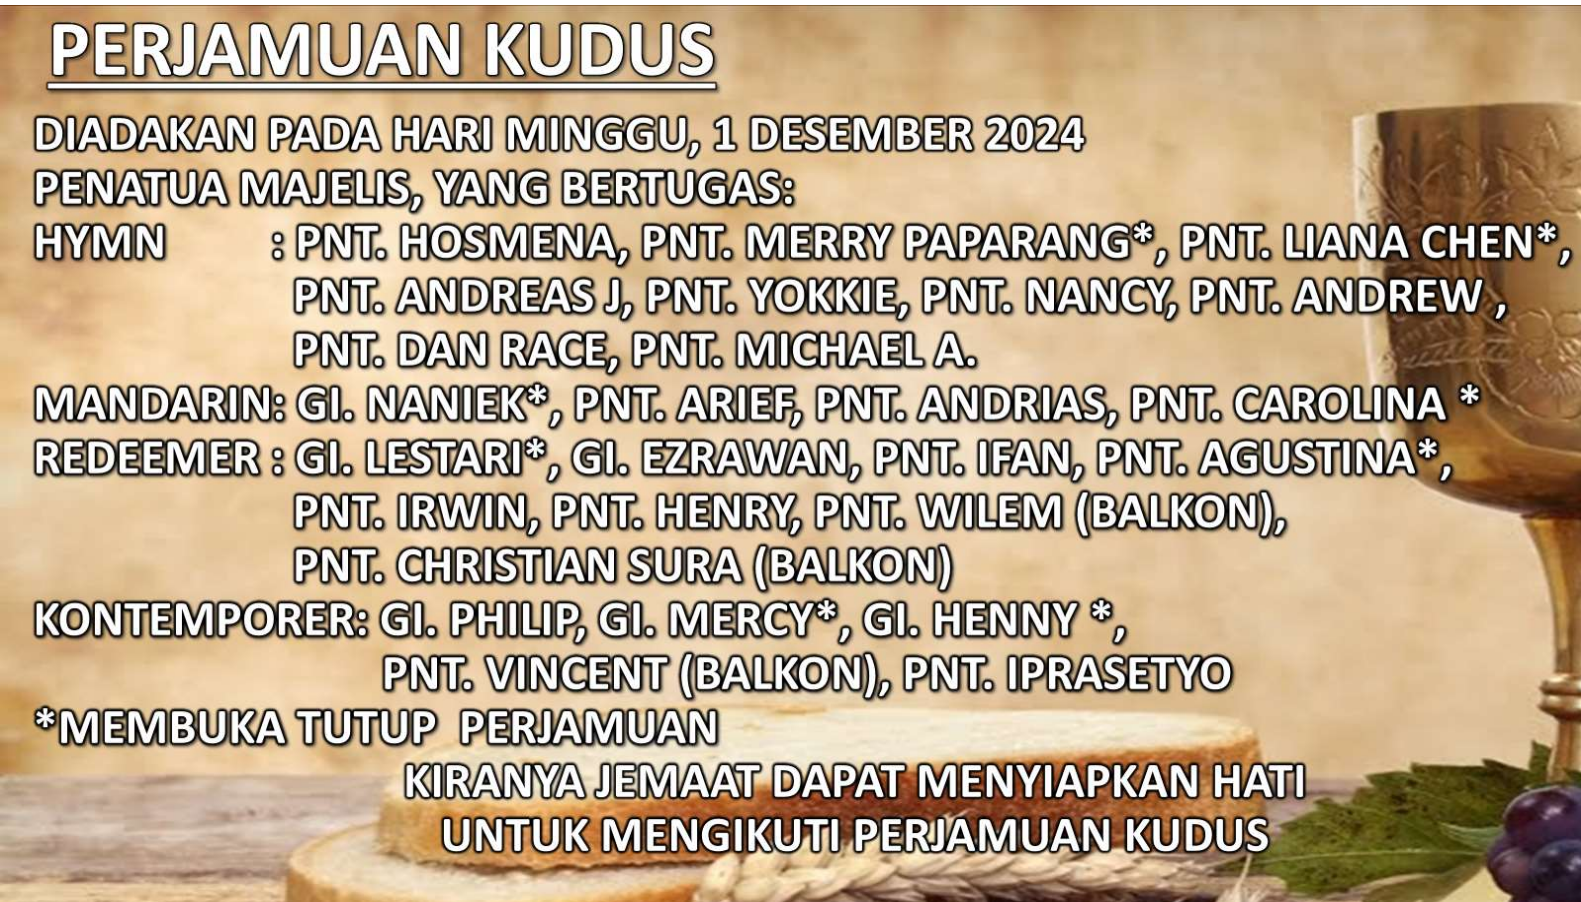 PERJAMUAN KUDUS
DIADAKAN PADA HARI MINGGU, 1 DESEMBER 2024
PENATUA MAJELIS, YANG BERTUGAS:
HYMN : PNT. HOSMENA, PNT. MERRY PAPARANG*, PNT. LIANA CHEN*,
PNT. ANDREAS J, PNT. YOKKIE, PNT. NANCY, PNT. ANDREW ,
PNT. DAN RACE, PNT. MICHAEL A.
MANDARIN: GI. NANIEK*, PNT. ARIEF, PNT. ANDRIAS, PNT. CAROLINA *
REDEEMER : GI. LESTARI*, GI. EZRAWAN, PNT. IFAN, PNT. AGUSTINA*,
PNT. IRWIN, PNT. HENRY, PNT. WILEM (BALKON),
PNT. CHRISTIAN SURA (BALKON)
KONTEMPORER: GI. PHILIP, GI. MERCY*, GI. HENNY *,
PNT. VINCENT (BALKON), PNT. IPRASETYO
*MEMBUKA TUTUP PERJAMUAN
KIRANYA JEMAAT DAPAT MENYIAPKAN HATI
UNTUK MENGIKUTI PERJAMUAN KUDUS